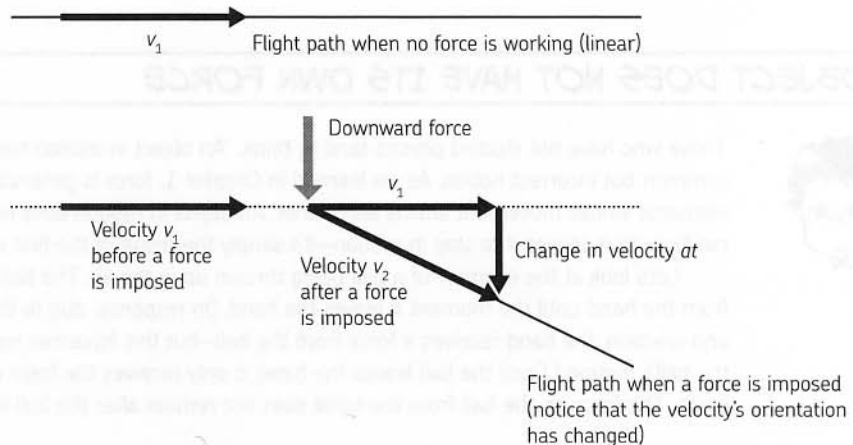 v₁
Flight path when no force is working (linear)
Downward force
v₁
Velocity v₁
before a force
is imposed
Velocity v₂
after a force
is imposed
Change in velocity at
Flight path when a force is imposed
(notice that the velocity's orientation
has changed)